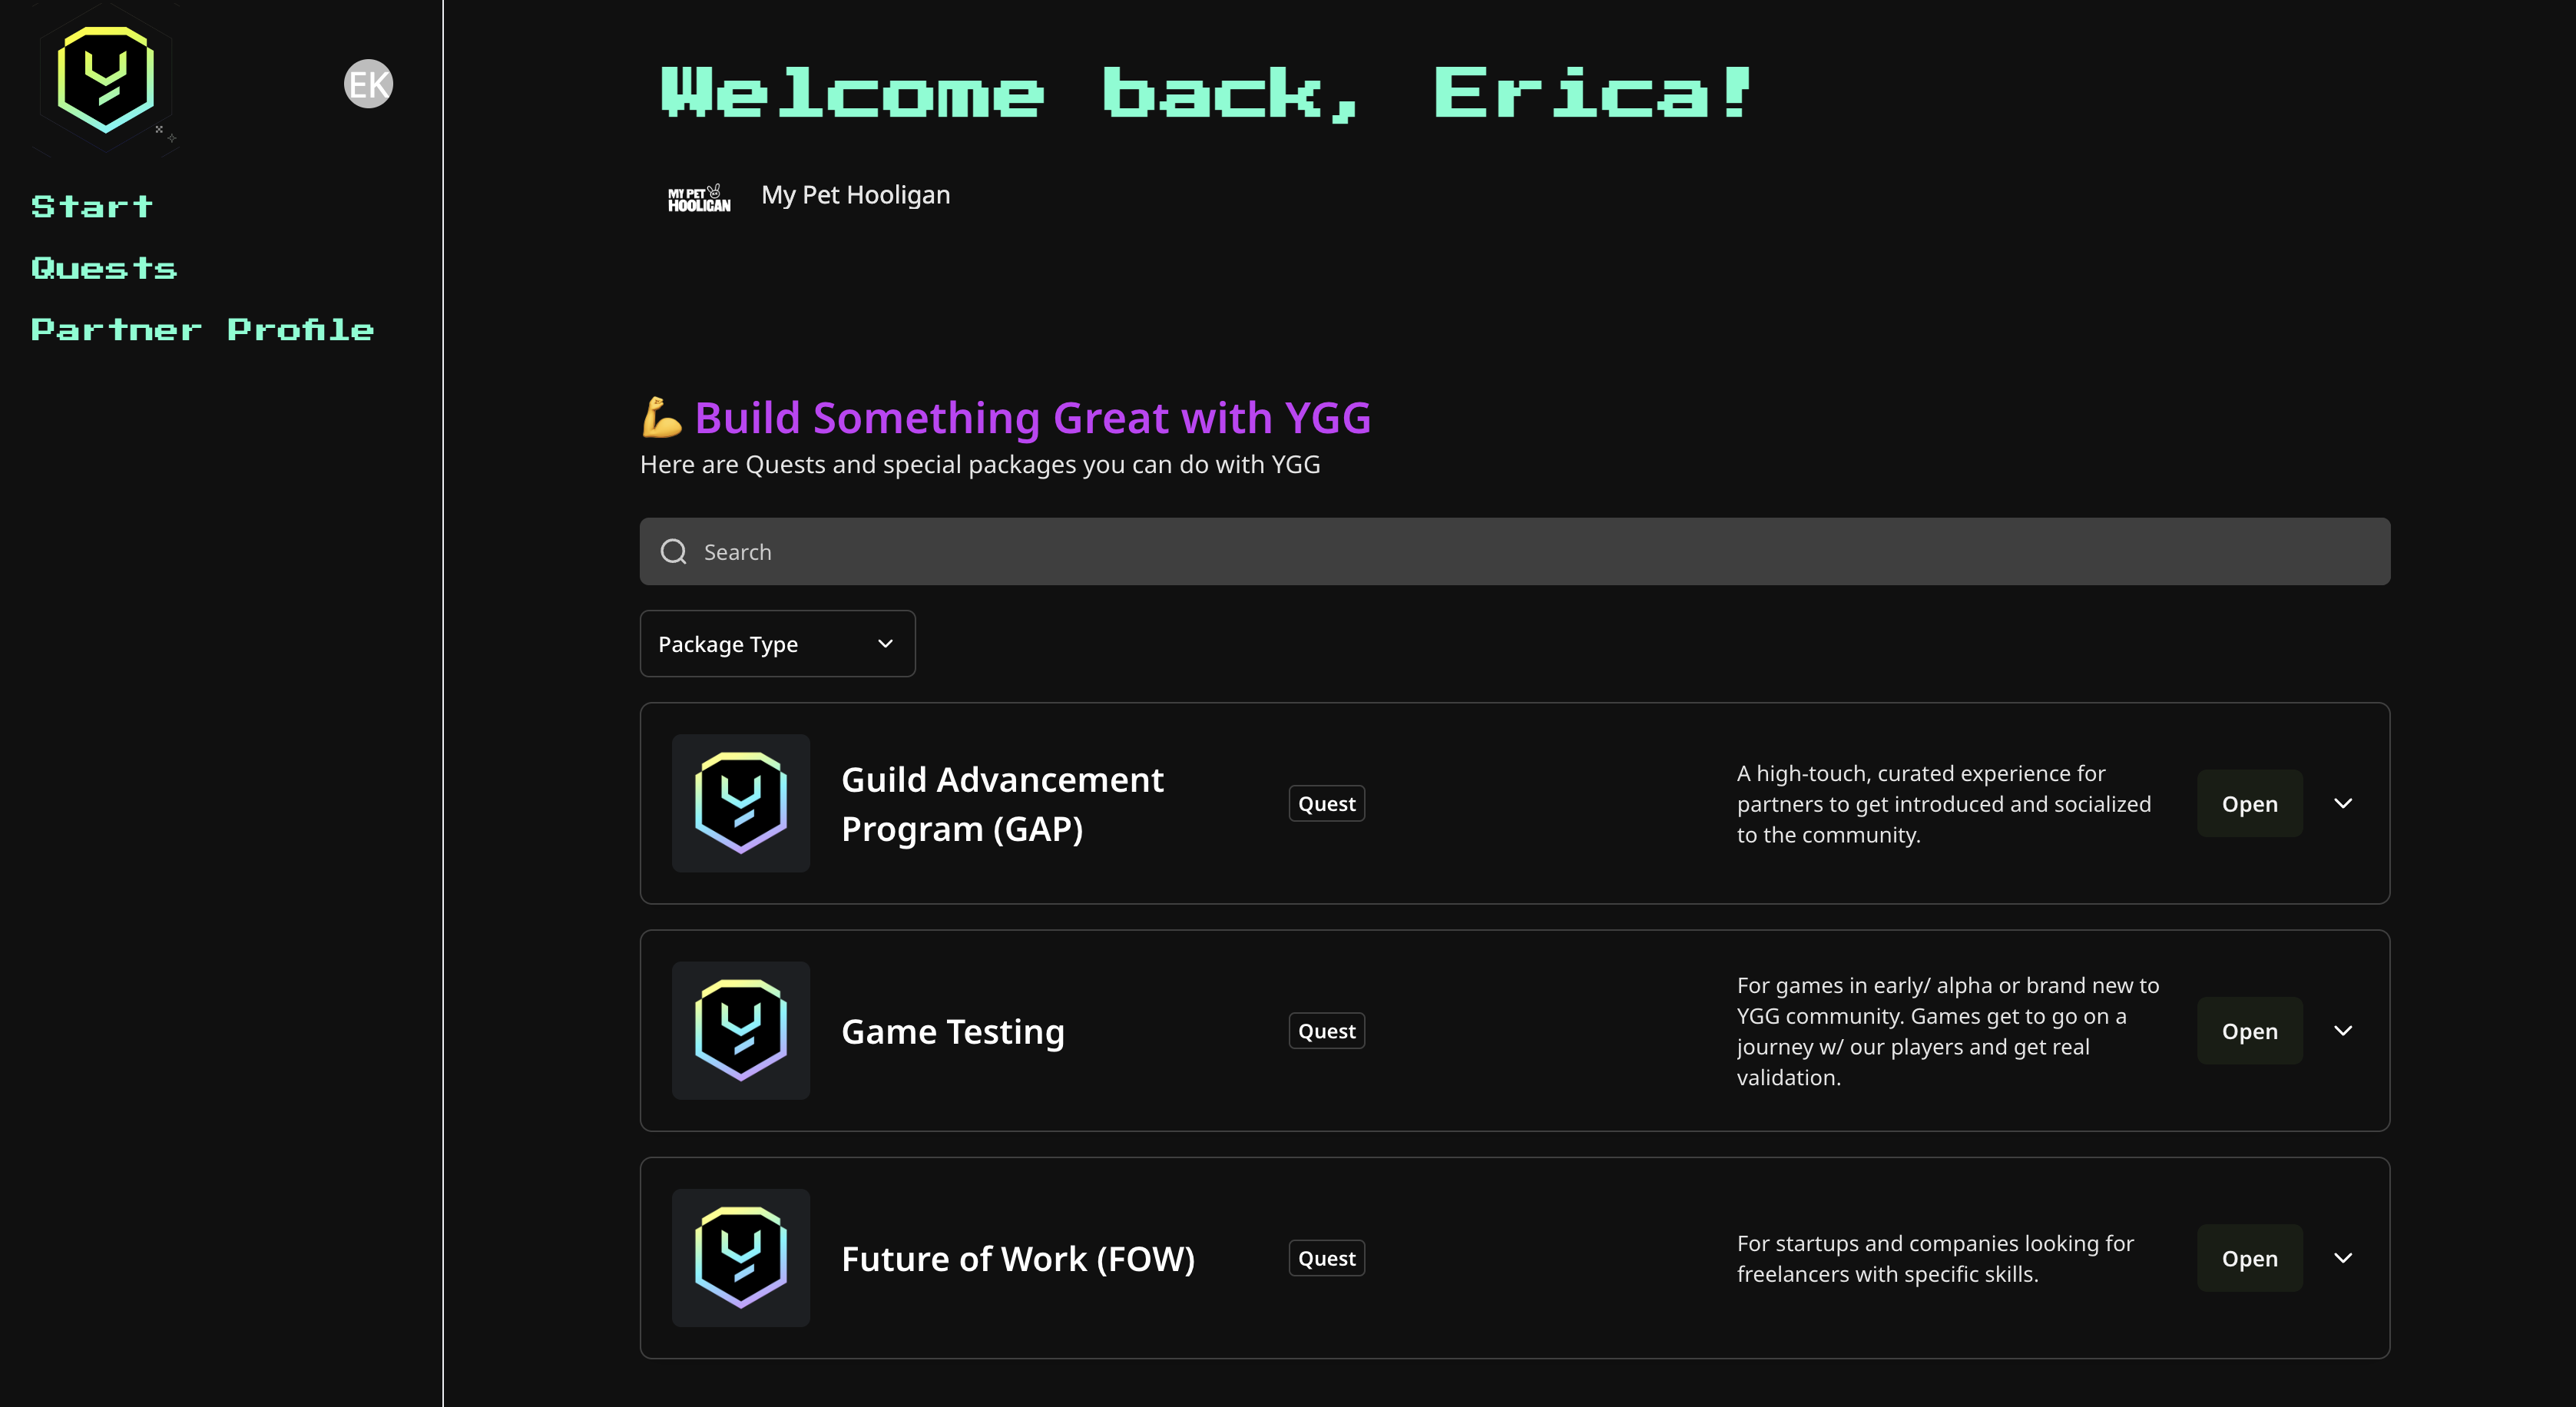 EK
Start
Quests
Partner Profile
Welcome back, Erica!
MY PET
HOOLIGAN
My Pet Hooligan
💪 Build Something Great with YGG
Here are Quests and special packages you can do with YGG
Search
Package Type
Guild Advancement
Program (GAP)
Quest
A high-touch, curated experience for
partners to get introduced and socialized
to the community.
Open
Game Testing
Quest
For games in early/ alpha or brand new to
YGG community. Games get to go on a
journey w/ our players and get real
validation.
Open
Future of Work (FOW)
Quest
For startups and companies looking for
freelancers with specific skills.
Open